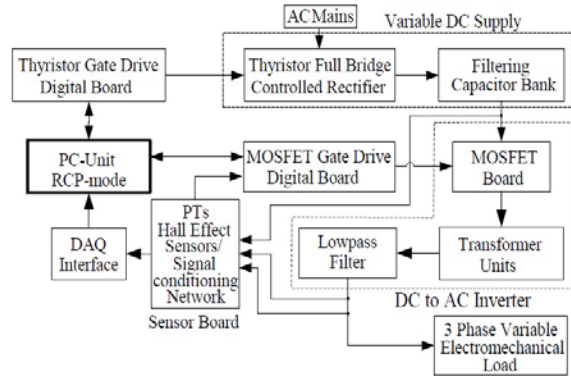 AC Mains
Variable DC Supply
Thyristor Gate Drive
Digital Board
Thyristor Full Bridge
Controlled Rectifier
Filtering
Capacitor Bank
PC-Unit
RCP-mode
MOSFET Gate Drive
Digital Board
MOSFET
Board
DAQ
Interface
PTs
Hall Effect
Sensors/
Signal
conditioning
Network
Sensor Board
Lowpass
Filter
Transformer
Units
DC to AC Inverter
3 Phase Variable
Electromechanical
Load